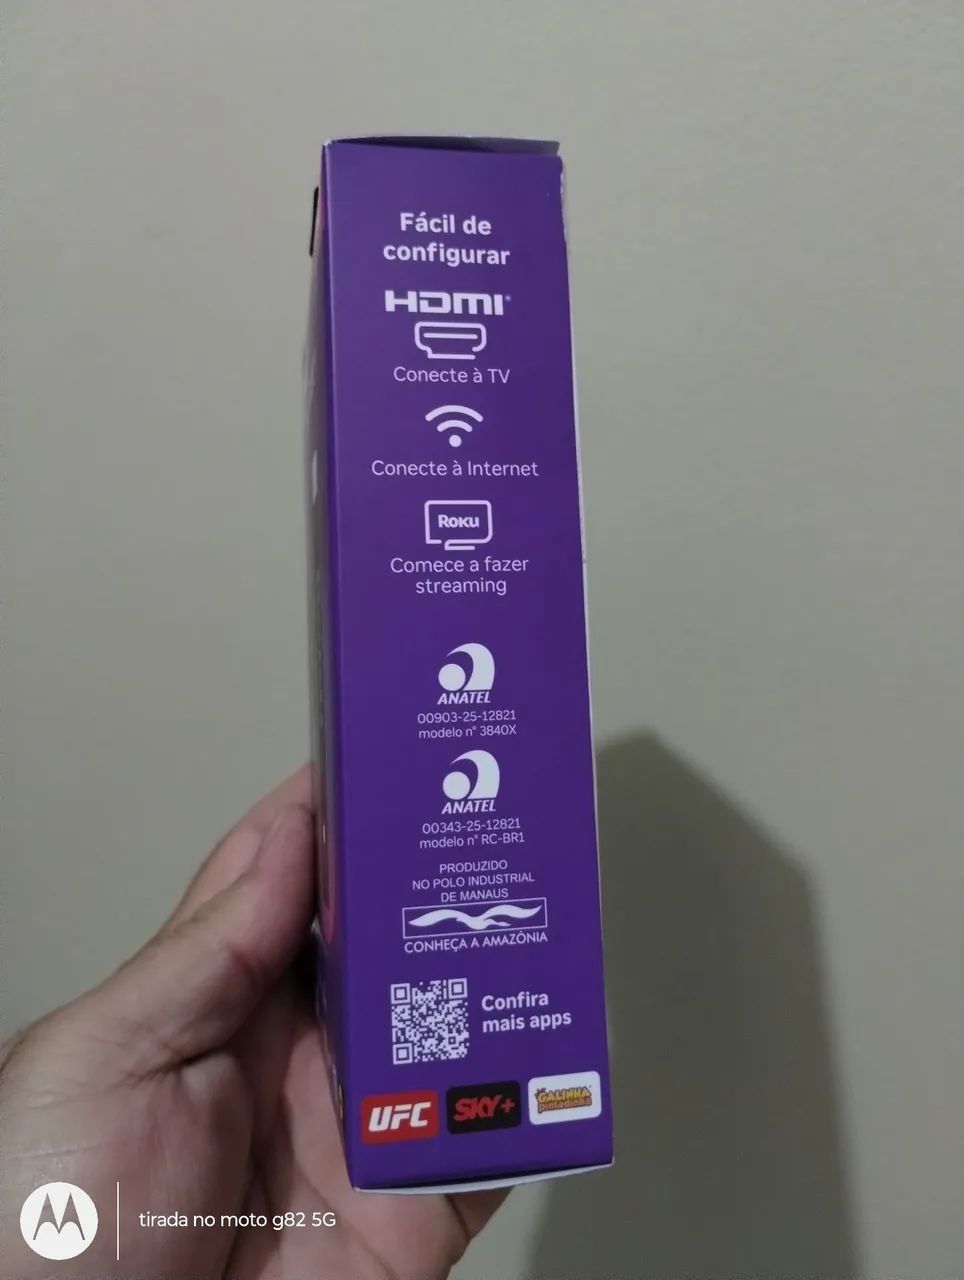 Fácil de
configurar
HDMI
Conecte à TV
Conecte à Internet
Roku
Comece a fazer
streaming
ANATEL
00903-25-12821
modelo n° 3840X
ANATEL
00343-25-12821
modelo n° RC-BR1
PRODUZIDO
NO POLO INDUSTRIAL
DE MANAUS
CONHEÇA A AMAZÔNIA
Confira
mais apps
UFC SKY+ GALINHA
Pintadinha
tirada no moto g82 5G